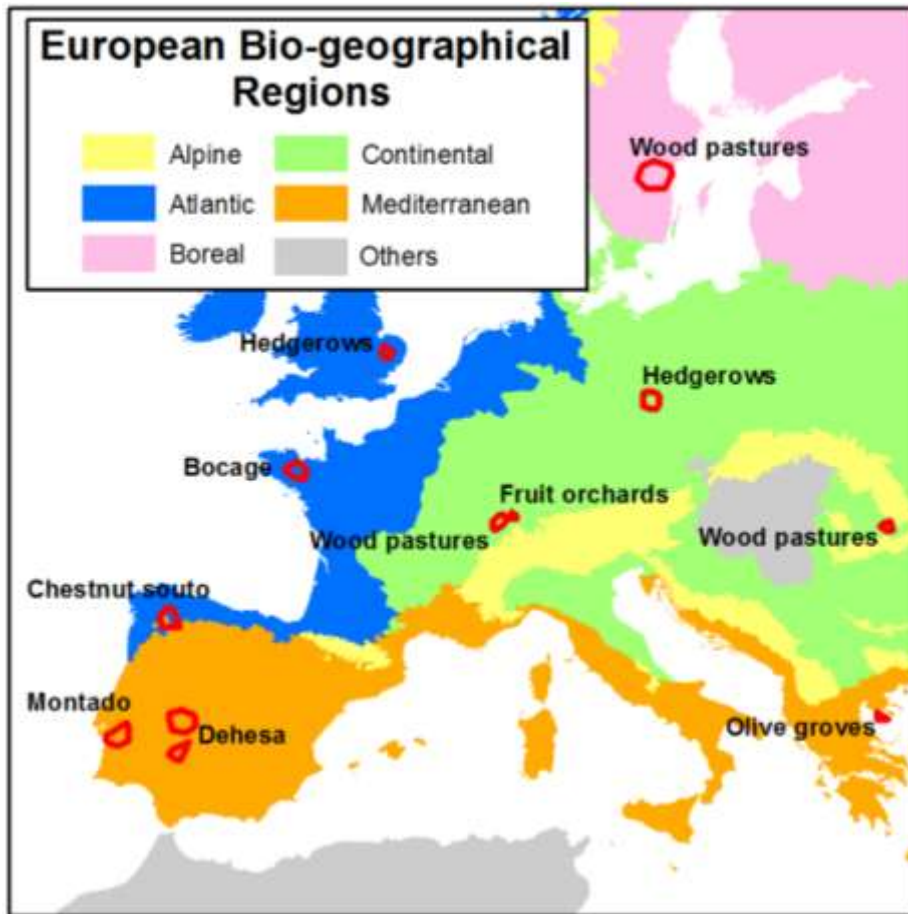 European Bio-geographical
Regions
Alpine
Continental
Atlantic
Mediterranean
Boreal
Others
Wood pastures
Hedgerows
Hedgerows
Bocage
Fruit orchards
Wood pastures
Wood pastures
Chestnut souto
Montado
Dehesa
Olive groves